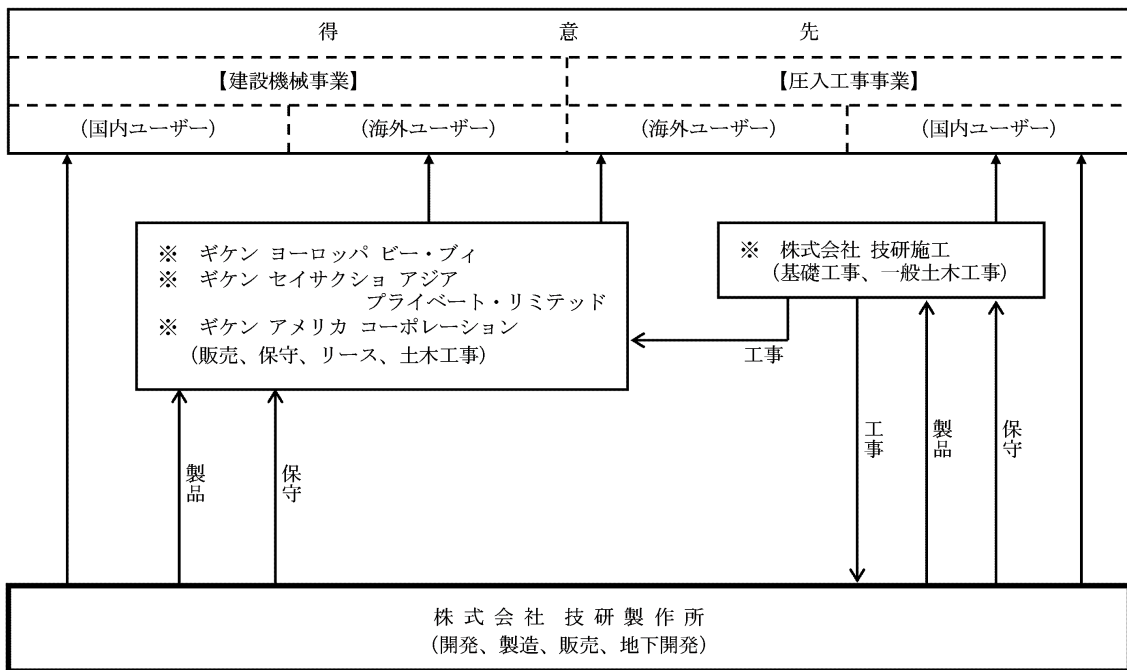 得意先
【建設機械事業】
【圧入工事事業】
(国内ユーザー)
(海外ユーザー)
(海外ユーザー)
(国内ユーザー)
※ ギケン ヨーロッパ ビー・ブィ
※ ギケン セイサクショ アジア
プライベート・リミテッド
※ ギケン アメリカ コーポレーション
(販売、保守、リース、土木工事)
※ 株式会社 技研施工
(基礎工事、一般土木工事)
工事
製品
保守
工事
製品
保守
株式会社 技研製作所
(開発、製造、販売、地下開発)